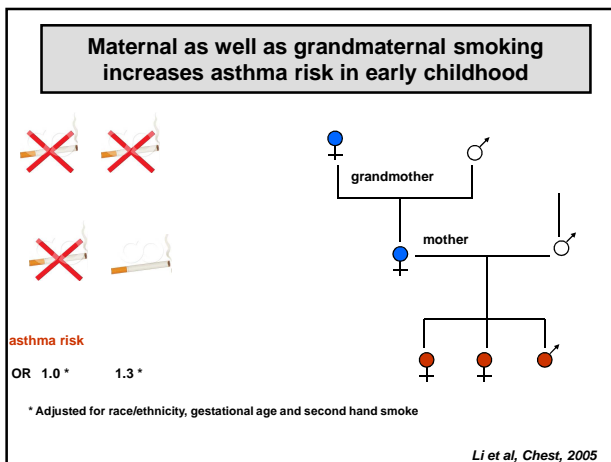 Maternal as well as grandmaternal smoking
increases asthma risk in early childhood
grandmother
mother
asthma risk
OR 1.0 * 1.3 *
* Adjusted for race/ethnicity, gestational age and second hand smoke
Li et al, Chest, 2005